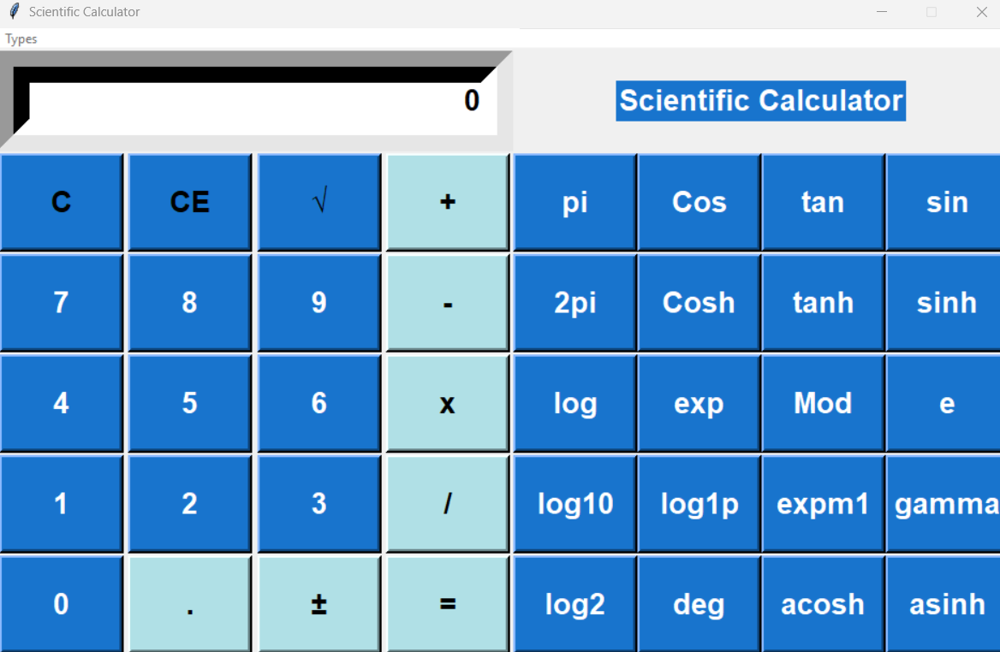 Scientific Calculator
Types
0
Scientific Calculator
C CE √ + pi Cos tan sin
7 8 9 - 2pi Cosh tanh sinh
4 5 6 x log exp Mod e
1 2 3 / log10 log1p expm1 gamma
0 . ± = log2 deg acosh asinh